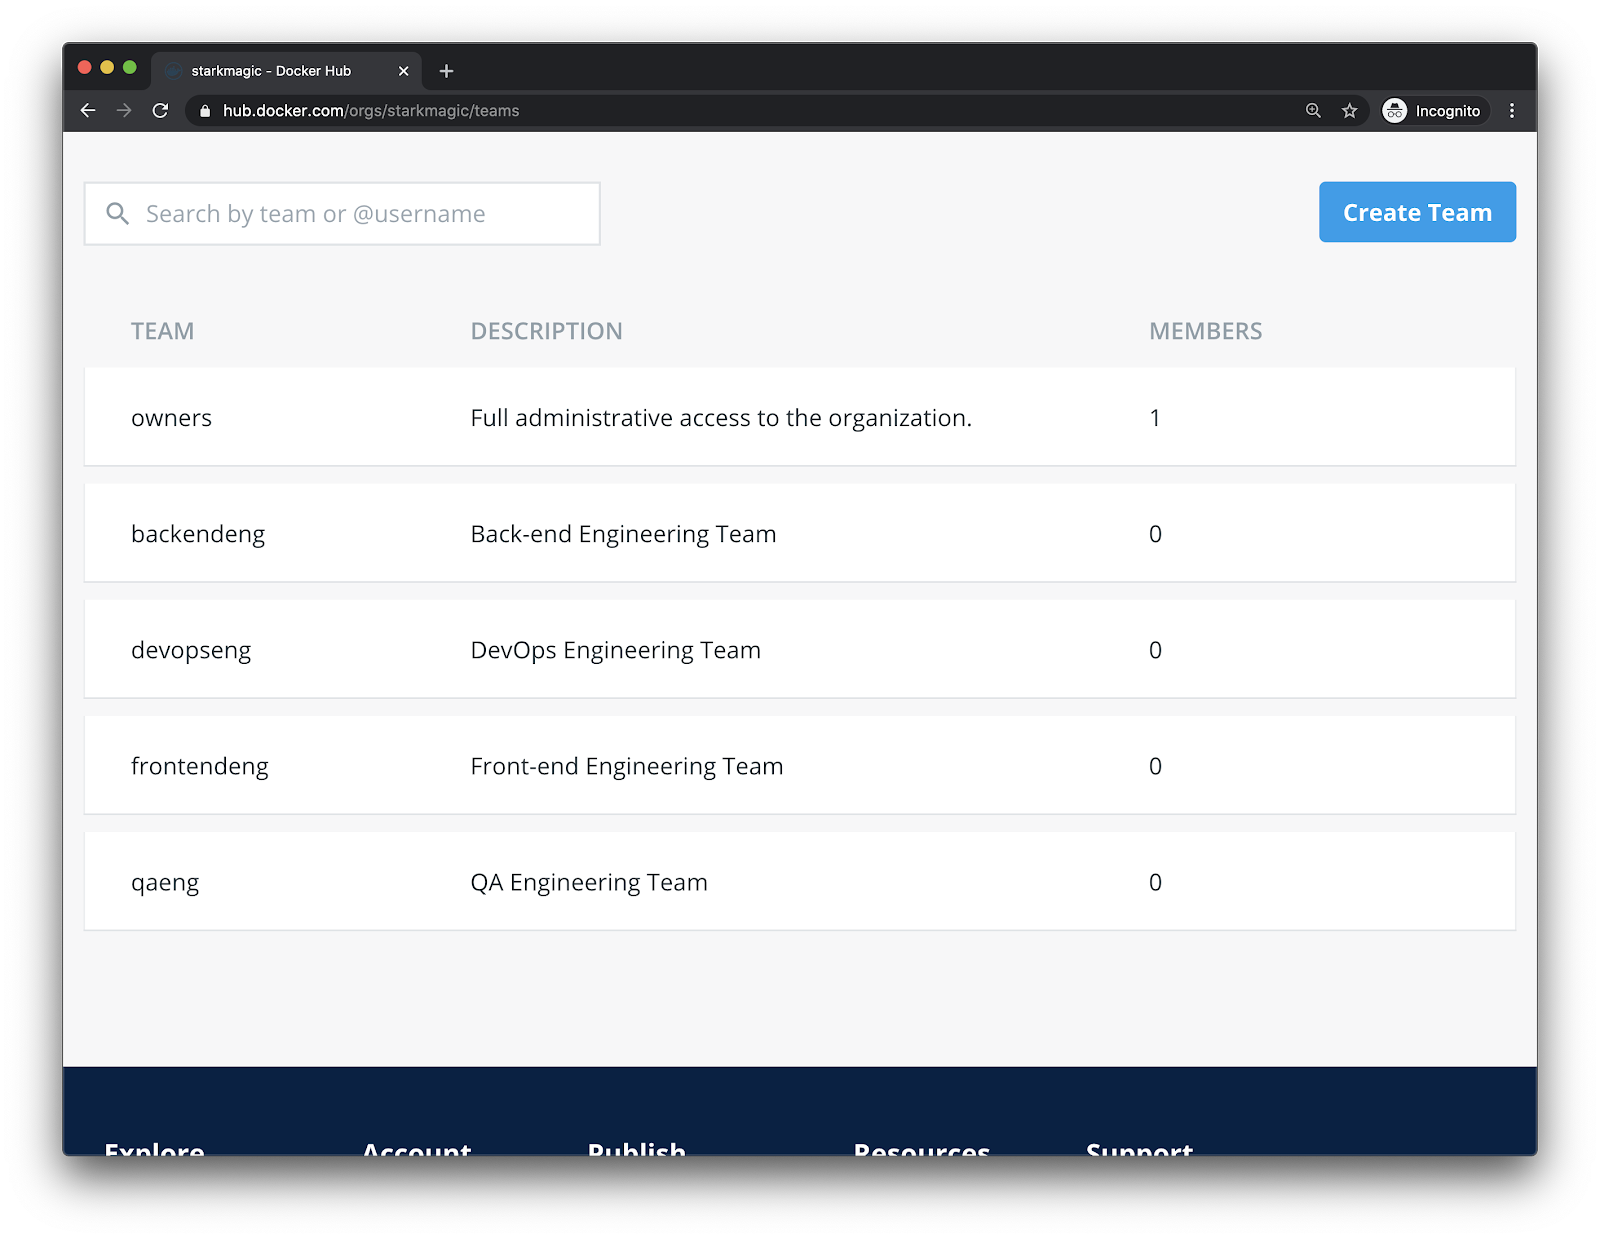 starkmagic - Docker Hub
hub.docker.com/orgs/starkmagic/teams
Incognito
Search by team or @username
Create Team
TEAM DESCRIPTION MEMBERS
owners Full administrative access to the organization. 1
backendeng Back-end Engineering Team 0
devopseng DevOps Engineering Team 0
frontendeng Front-end Engineering Team 0
qaeng QA Engineering Team 0
Explore Account Publish Resources Support